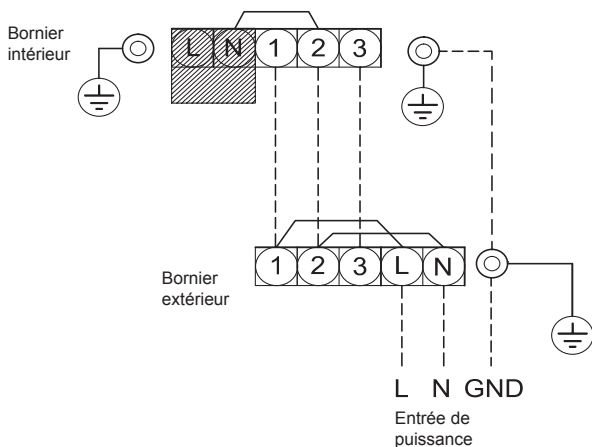 Bornier
intérieur
L N 1 2 3
Bornier
extérieur
1 2 3 L N
L N GND
Entrée de
puissance